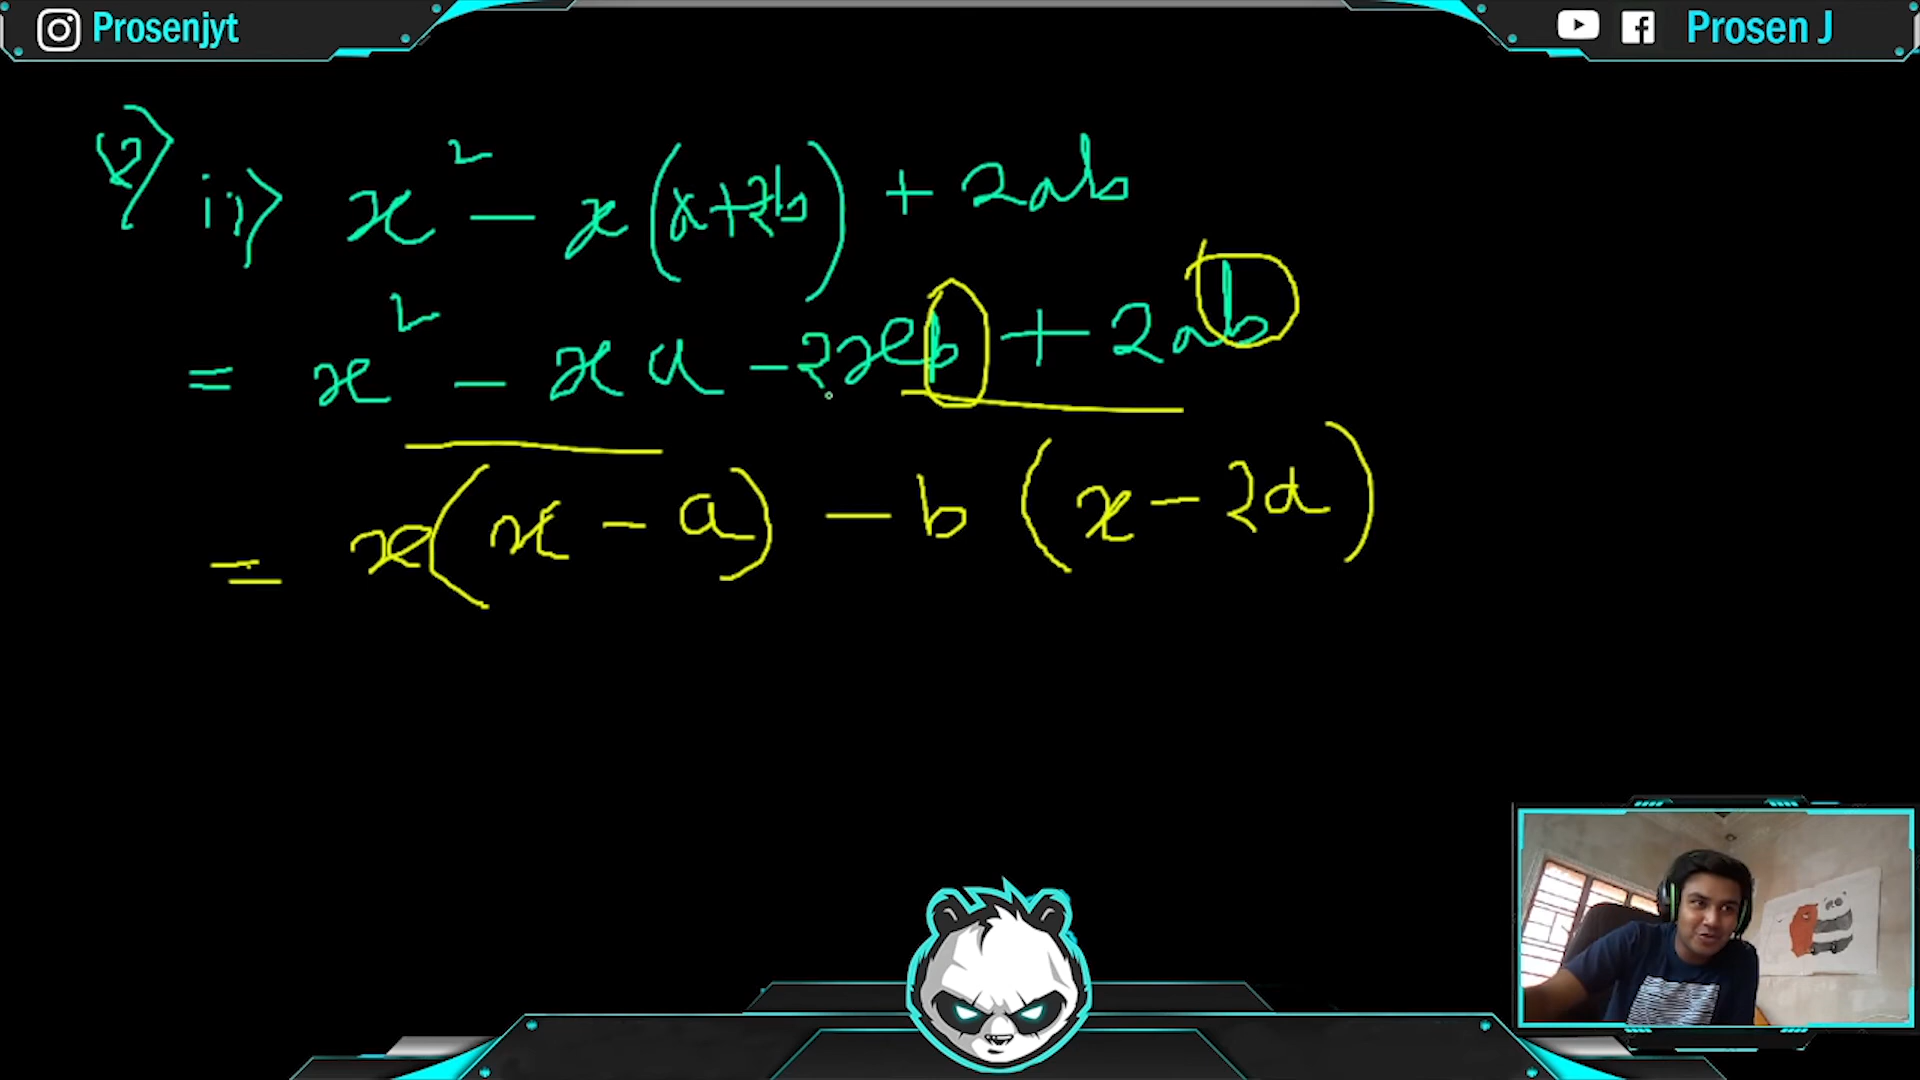 Prosenjyt
Prosen J
2) ii) x² - x(a+2b) + 2ab
= x² - xa - 2xb + 2ab
= x(x - a) - b(x - 2a)